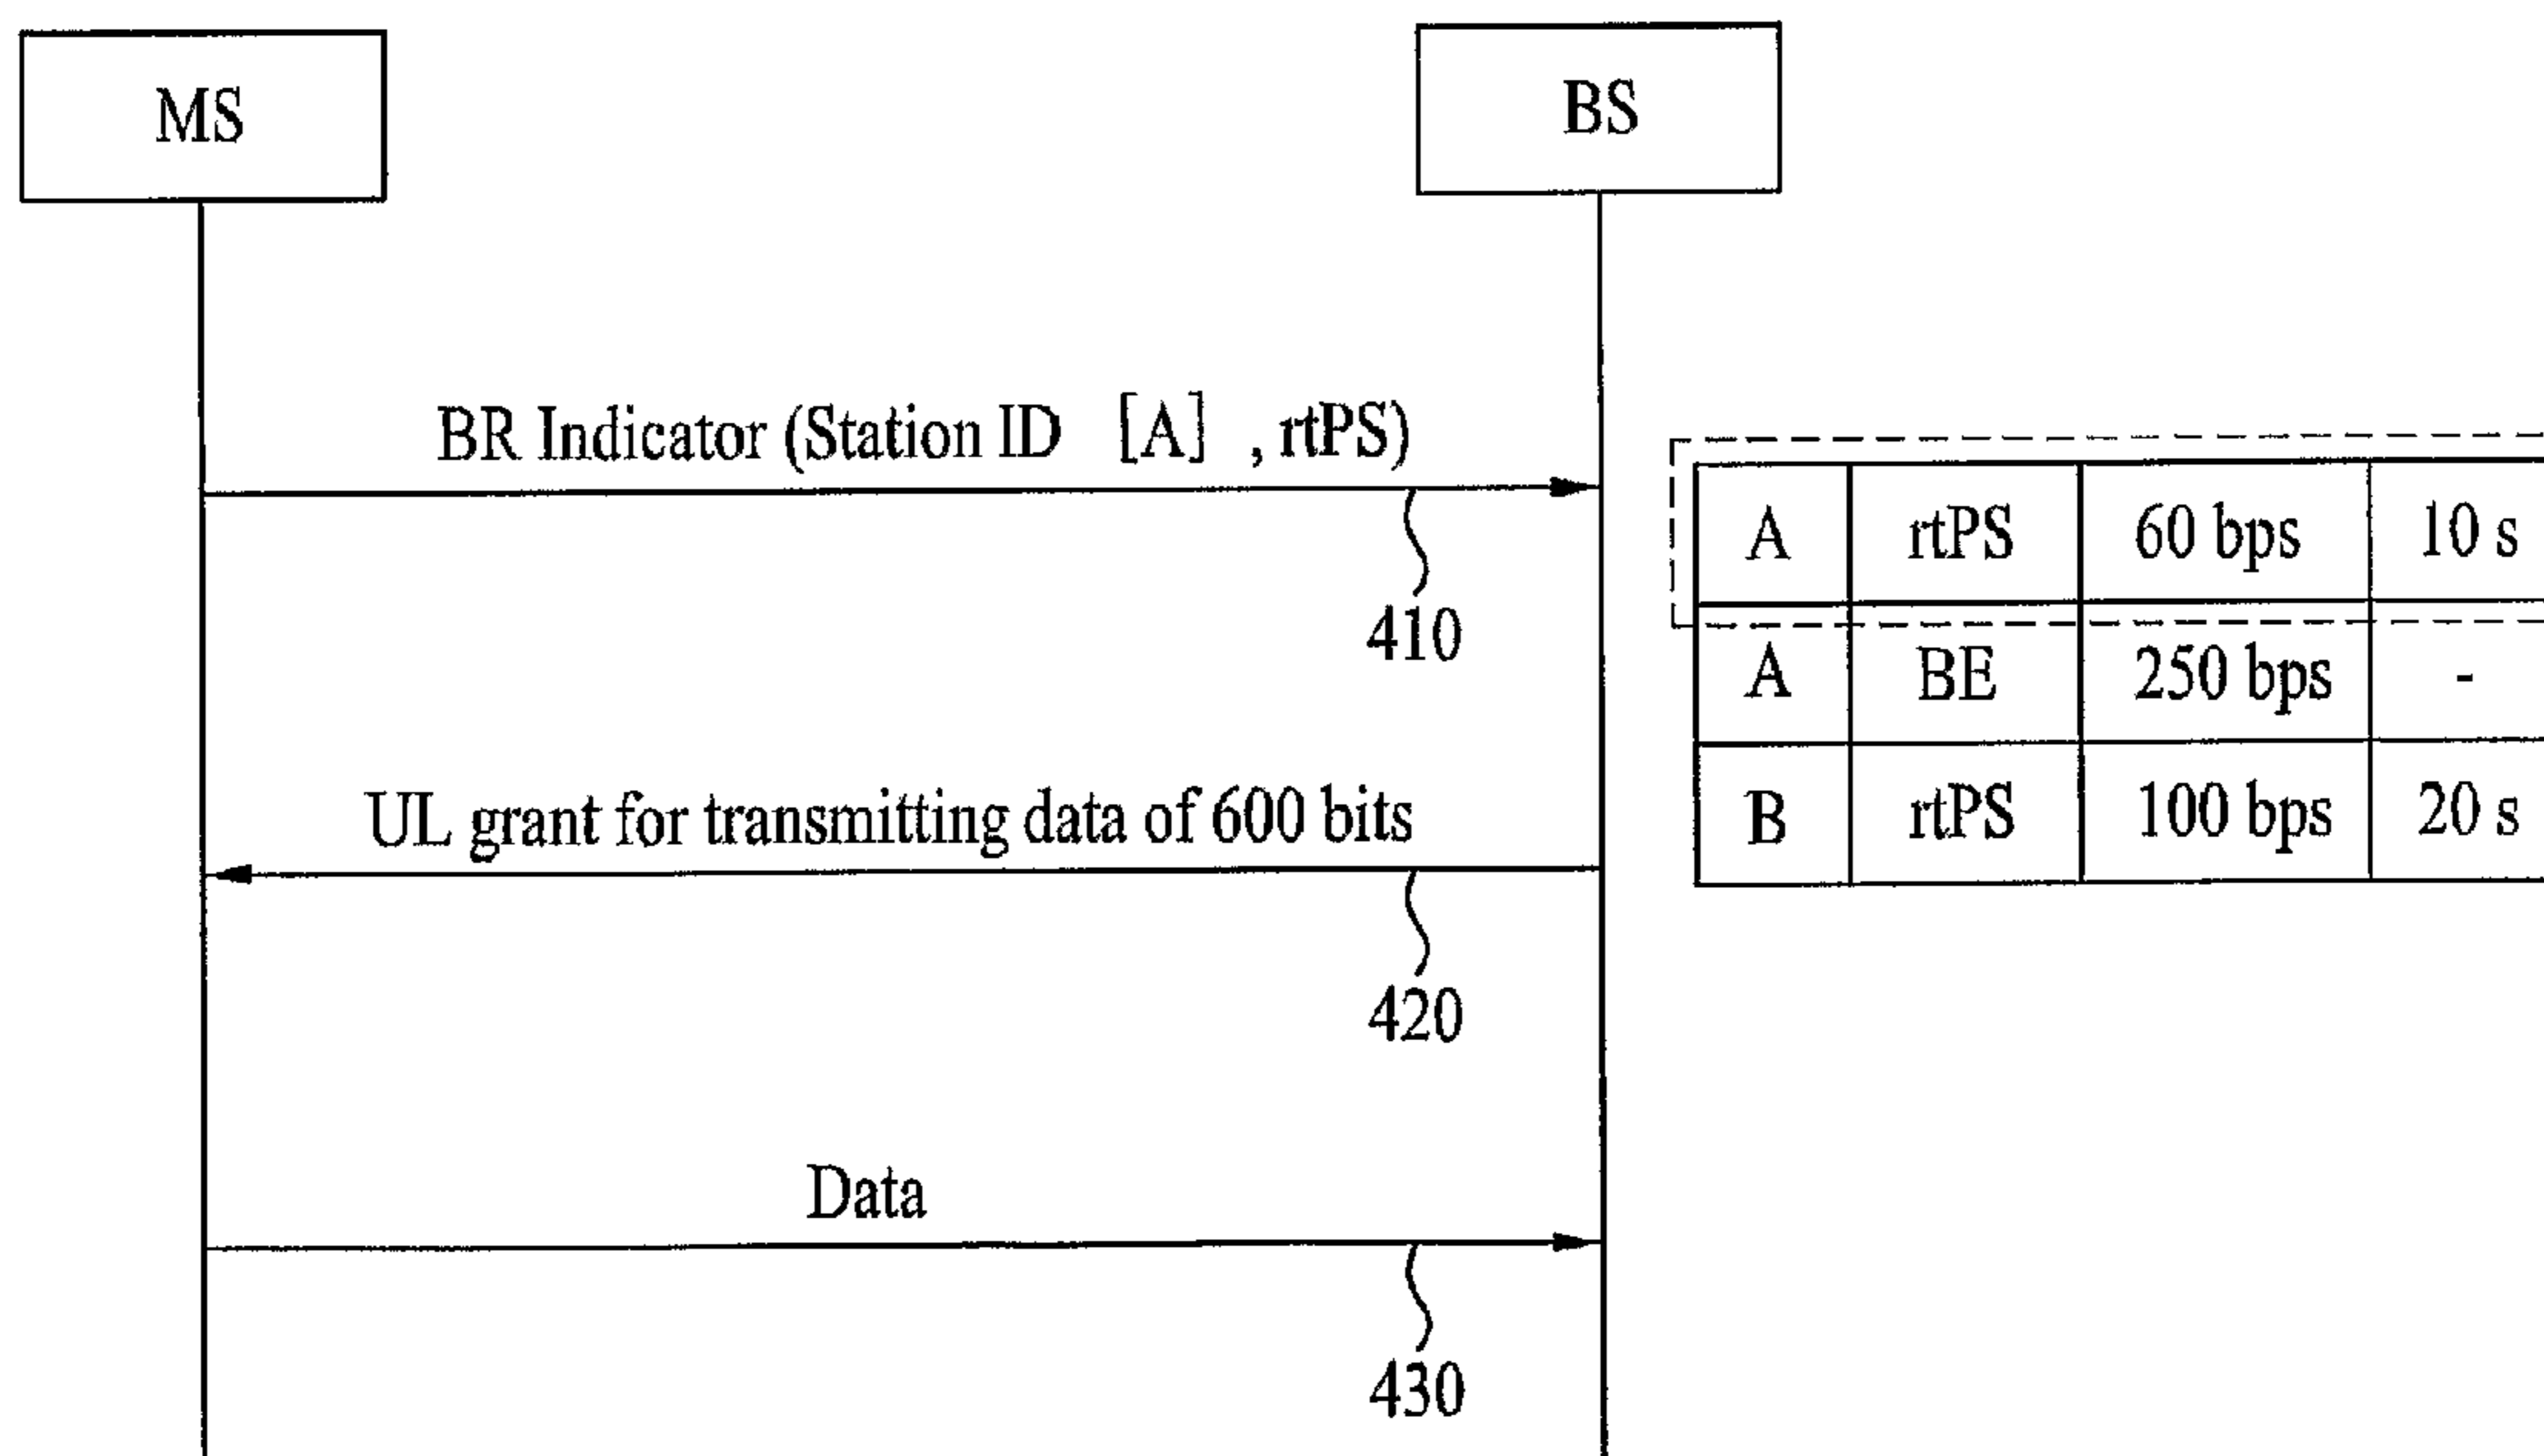 MS
BS
BR Indicator (Station ID [A] , rtPS)
410
A rtPS 60 bps 10 s
A BE 250 bps -
B rtPS 100 bps 20 s
UL grant for transmitting data of 600 bits
420
Data
430